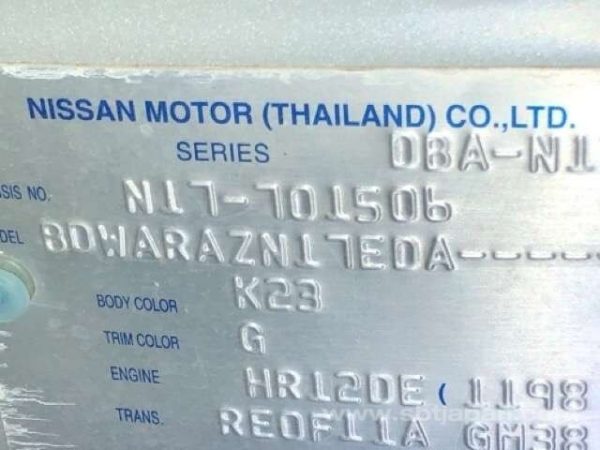 NISSAN MOTOR (THAILAND) CO.,LTD.
SERIES DBA-N1
SIS NO. N17-701506
DEL BDWARAZN17EDA-----
BODY COLOR K23
TRIM COLOR G
ENGINE HR12DE ( 1198
TRANS. RE0F11A GM38